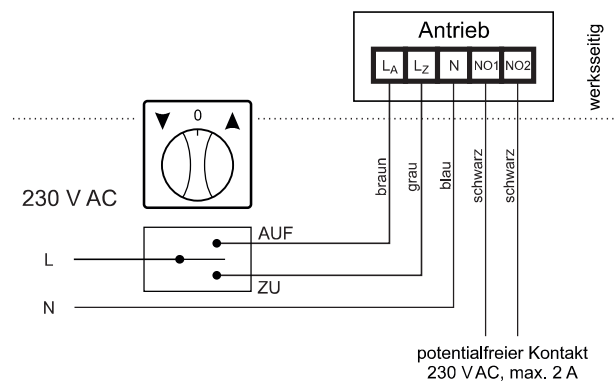 Antrieb
LA LZ N NO1 NO2
werksseitig
0
braun
grau
blau
schwarz
schwarz
230 V AC
AUF
L
ZU
N
potentialfreier Kontakt
230 V AC, max. 2 A